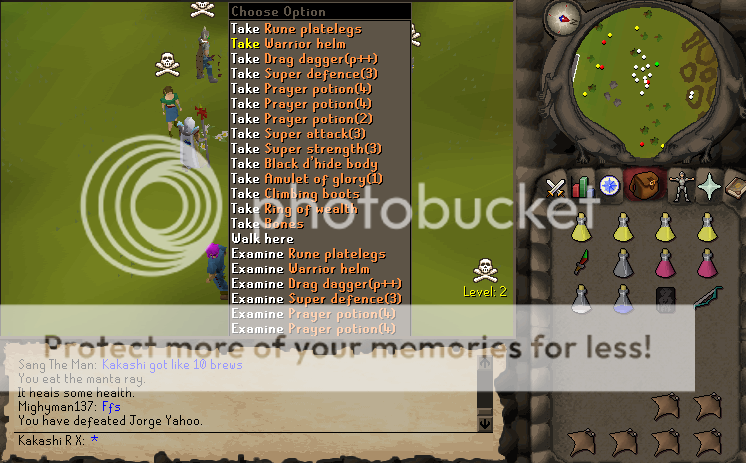 Choose Option
Take Rune platelegs
Take Warrior helm
Take Drag dagger(p++)
Take Super defence(3)
Take Prayer potion(4)
Take Prayer potion(4)
Take Prayer potion(2)
Take Super attack(3)
Take Super strength(3)
Take Black d'hide body
Take Amulet of glory(1)
Take Climbing boots
Take Ring of wealth
Take Bones
Walk here
Examine Rune platelegs
Examine Warrior helm
Examine Drag dagger(p++)
Examine Super defence(3)
Examine Prayer potion(4)
Examine Prayer potion(4)
Level: 2
photobucket
Protect more of your memories for less!
Sang The Man: Kakashi got like 10 brews
You eat the manta ray.
It heals some health.
Mighyman137: Ffs
You have defeated Jorge Yahoo.
Kakashi R X: *